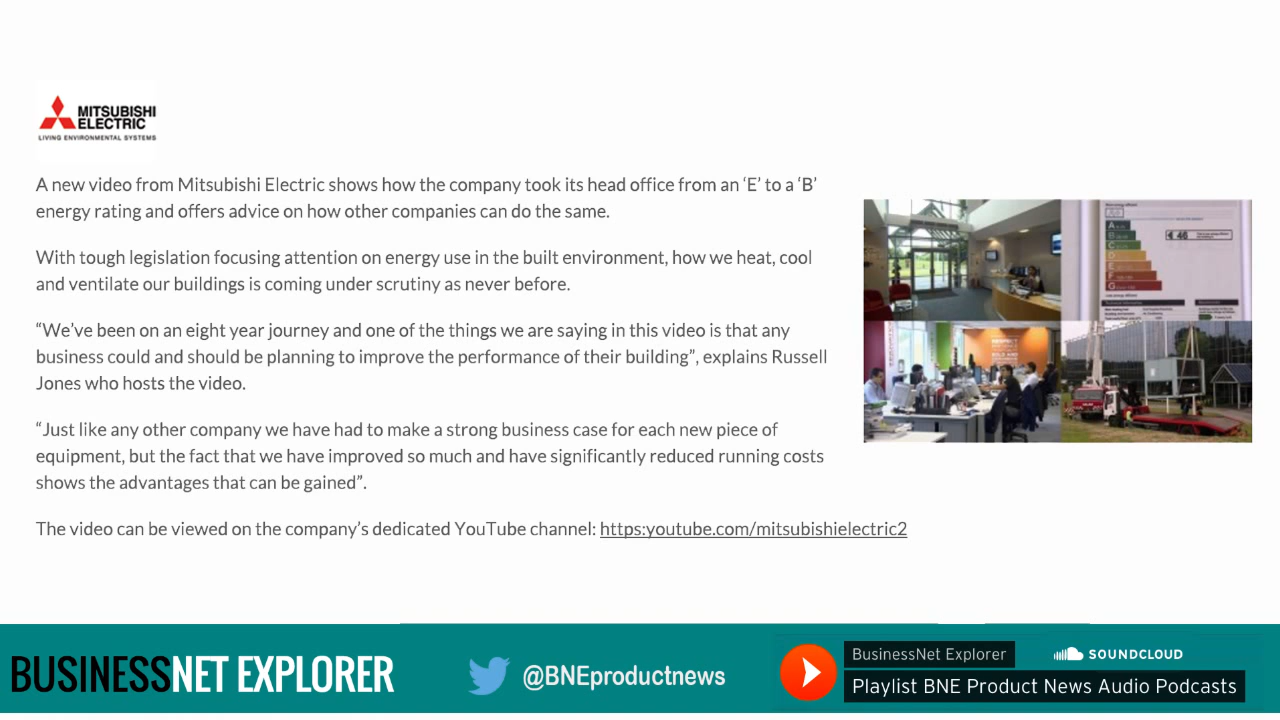 MITSUBISHI
ELECTRIC
LIVING ENVIRONMENTAL SYSTEMS
A new video from Mitsubishi Electric shows how the company took its head office from an ‘E’ to a ‘B’
energy rating and offers advice on how other companies can do the same.
With tough legislation focusing attention on energy use in the built environment, how we heat, cool
and ventilate our buildings is coming under scrutiny as never before.
“We’ve been on an eight year journey and one of the things we are saying in this video is that any
business could and should be planning to improve the performance of their building”, explains Russell
Jones who hosts the video.
“Just like any other company we have had to make a strong business case for each new piece of
equipment, but the fact that we have improved so much and have significantly reduced running costs
shows the advantages that can be gained”.
The video can be viewed on the company’s dedicated YouTube channel: https:youtube.com/mitsubishielectric2
A
B
C
D
E
F
G
46
BUSINESSNET EXPLORER
@BNEproductnews
BusinessNet Explorer
SOUNDCLOUD
Playlist BNE Product News Audio Podcasts